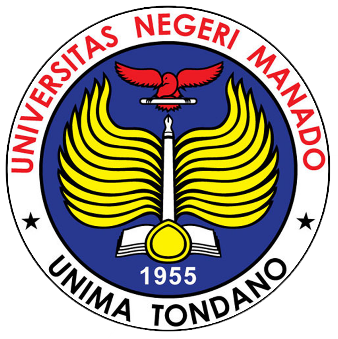 UNIVERSITAS NEGERI MANADO
1955
UNIMA TONDANO